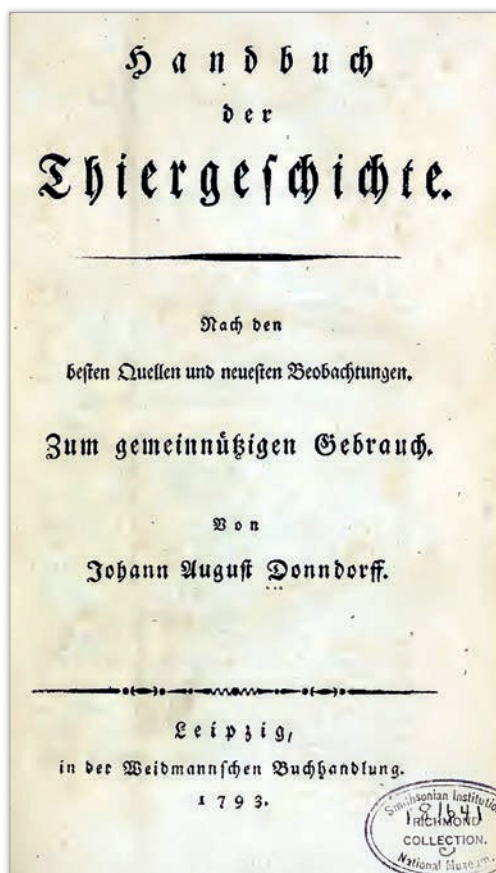 Handbuch
der
Thiergeschichte.
Nach den
besten Quellen und neuesten Beobachtungen.
Zum gemeinnützigen Gebrauch.
Von
Johann August Donndorff.
Leipzig,
in der Weidmannschen Buchhandlung.
1793.
Smithsonian Institution
181641
RICHMOND
COLLECTION.
National Museum.